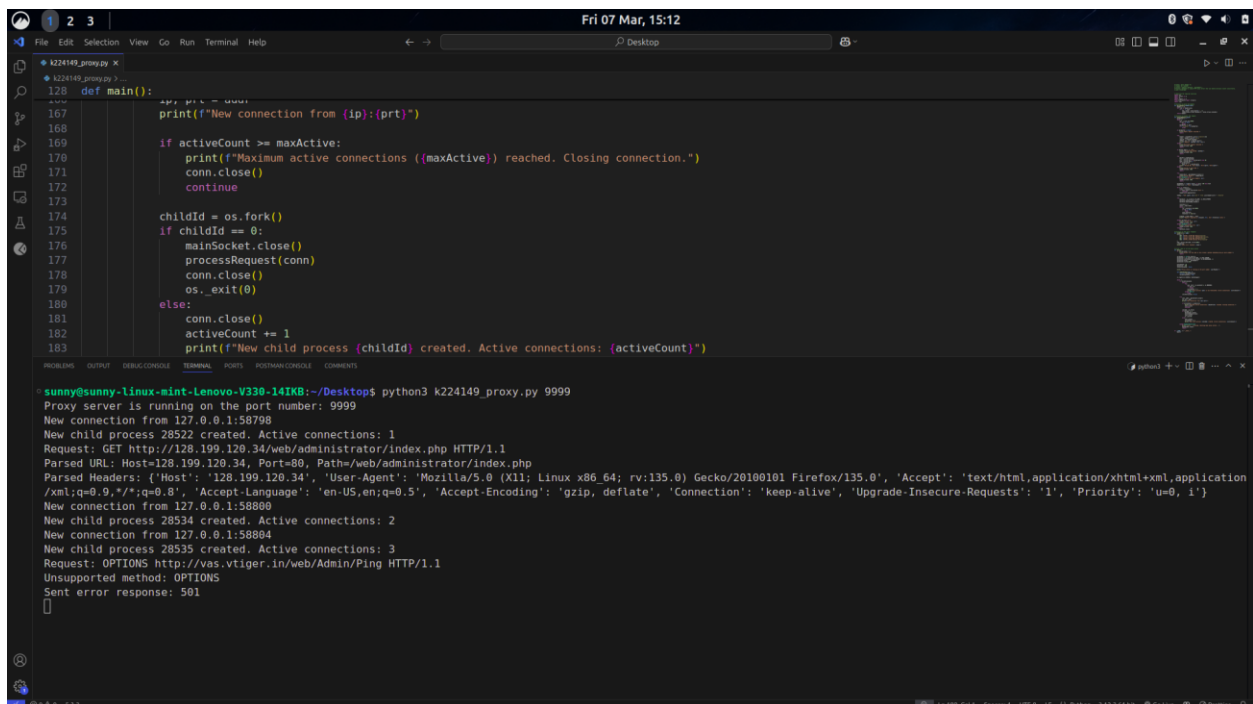 1 2 3
Fri 07 Mar, 15:12
File Edit Selection View Go Run Terminal Help
Desktop
k224149_proxy.py
k224149_proxy.py > ...
128 def main():
166 ip, prt = addr
167 print(f"New connection from {ip}:{prt}")
168
169 if activeCount >= maxActive:
170 print(f"Maximum active connections ({maxActive}) reached. Closing connection.")
171 conn.close()
172 continue
173
174 childId = os.fork()
175 if childId == 0:
176 mainSocket.close()
177 processRequest(conn)
178 conn.close()
179 os._exit(0)
180 else:
181 conn.close()
182 activeCount += 1
183 print(f"New child process {childId} created. Active connections: {activeCount}")
PROBLEMS OUTPUT DEBUG CONSOLE TERMINAL PORTS POSTMAN CONSOLE COMMENTS
python3
sunny@sunny-linux-mint-Lenovo-V330-14IKB:~/Desktop$ python3 k224149_proxy.py 9999
Proxy server is running on the port number: 9999
New connection from 127.0.0.1:58798
New child process 28522 created. Active connections: 1
Request: GET http://128.199.120.34/web/administrator/index.php HTTP/1.1
Parsed URL: Host=128.199.120.34, Port=80, Path=/web/administrator/index.php
Parsed Headers: {'Host': '128.199.120.34', 'User-Agent': 'Mozilla/5.0 (X11; Linux x86_64; rv:135.0) Gecko/20100101 Firefox/135.0', 'Accept': 'text/html,application/xhtml+xml,application
/xml;q=0.9,*/*;q=0.8', 'Accept-Language': 'en-US,en;q=0.5', 'Accept-Encoding': 'gzip, deflate', 'Connection': 'keep-alive', 'Upgrade-Insecure-Requests': '1', 'Priority': 'u=0, i'}
New connection from 127.0.0.1:58800
New child process 28534 created. Active connections: 2
New connection from 127.0.0.1:58804
New child process 28535 created. Active connections: 3
Request: OPTIONS http://vas.vtiger.in/web/Admin/Ping HTTP/1.1
Unsupported method: OPTIONS
Sent error response: 501